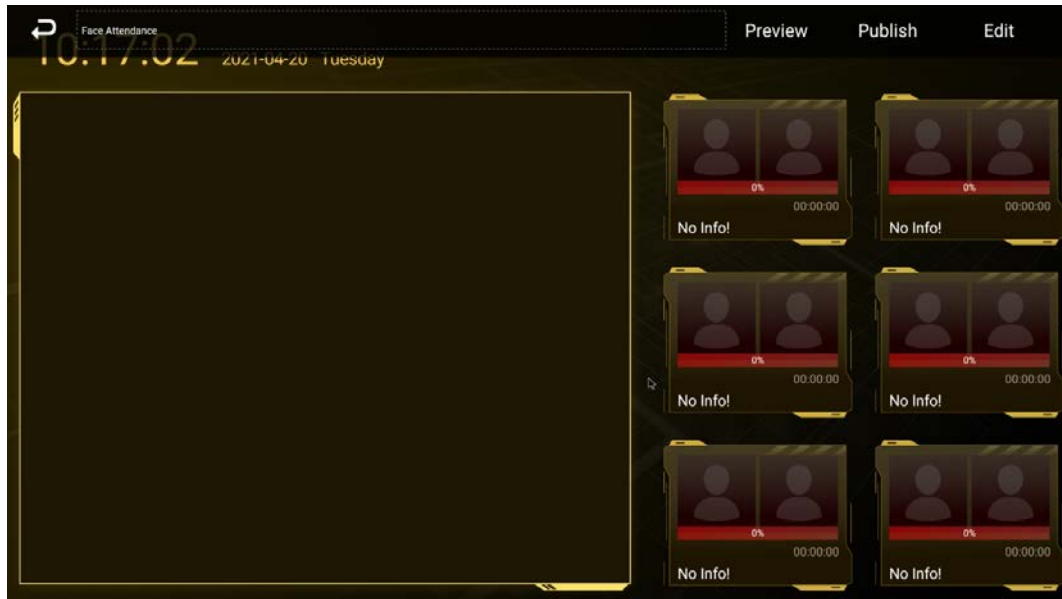 Face Attendance
Preview Publish Edit
10:17:02 2021-04-20 Tuesday
0% 0%
00:00:00 00:00:00
No Info! No Info!
0% 0%
00:00:00 00:00:00
No Info! No Info!
0% 0%
00:00:00 00:00:00
No Info! No Info!